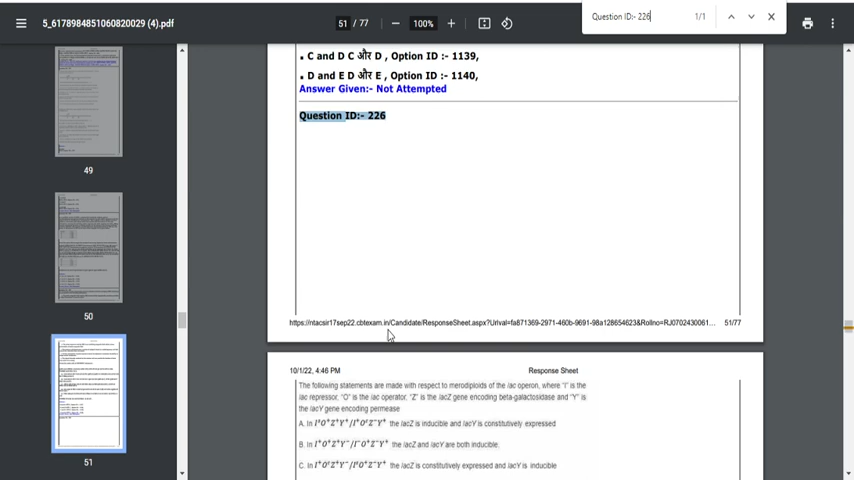 5_6178984851060820029 (4).pdf
51 / 77
100%
Question ID:- 226
1/1
49
50
51
. C and D C और D , Option ID :- 1139,
. D and E D और E , Option ID :- 1140,
Answer Given:- Not Attempted
Question ID:- 226
https://ntacsir17sep22.cbtexam.in/Candidate/ResponseSheet.aspx?Urlval=fa871369-2971-460b-9691-98a128654623&Rollno=RJ0702430061... 51/77
10/1/22, 4:46 PM Response Sheet
The following statements are made with respect to merodiploids of the lac operon, where "I" is the
lac repressor, "O" is the lac operator, "Z" is the lacZ gene encoding beta-galactosidase and "Y" is
the lacY gene encoding permease
the lacZ is inducible and lacY is constitutively expressed
the lacZ and lacY are both inducible.
the lacZ is constitutively expressed and lacY is inducible